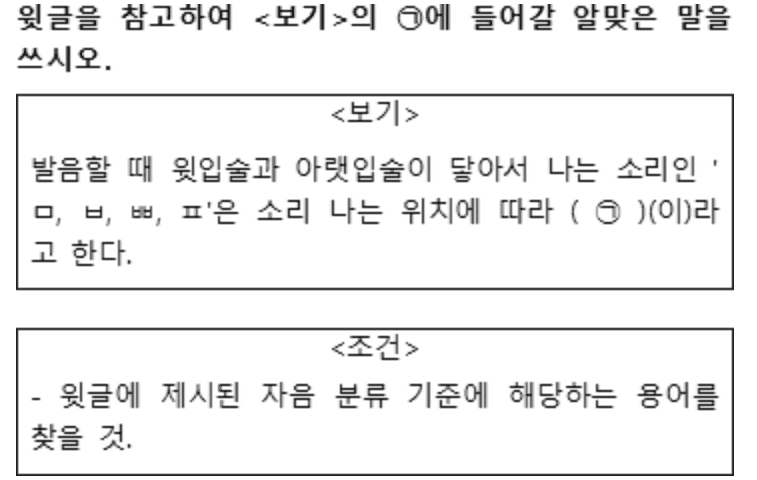 윗글을 참고하여 <보기>의 ㉠에 들어갈 알맞은 말을
쓰시오.
<보기>
발음할 때 윗입술과 아랫입술이 닿아서 나는 소리인 '
ㅁ, ㅂ, ㅃ, ㅍ'은 소리 나는 위치에 따라 ( ㉠ )(이)라
고 한다.
<조건>
- 윗글에 제시된 자음 분류 기준에 해당하는 용어를
찾을 것.